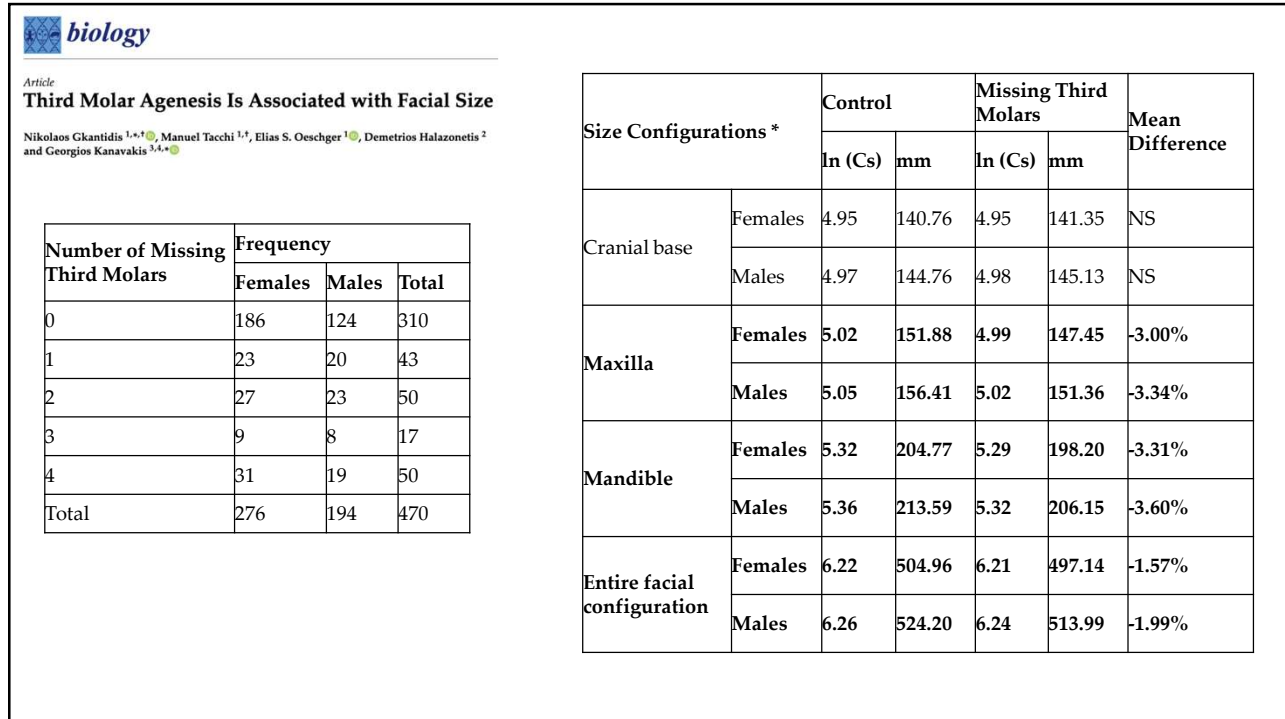 biology
Article
Third Molar Agenesis Is Associated with Facial Size
Nikolaos Gkantidis 1,*,†, Manuel Tacchi 1,†, Elias S. Oeschger 1, Demetrios Halazonetis 2
and Georgios Kanavakis 3,4,*
Number of Missing Third Molars Frequency
Females Males Total
0 186 124 310
1 23 20 43
2 27 23 50
3 9 8 17
4 31 19 50
Total 276 194 470
Size Configurations * Control Missing Third Molars Mean Difference
ln (Cs) mm ln (Cs) mm
Cranial base Females 4.95 140.76 4.95 141.35 NS
Males 4.97 144.76 4.98 145.13 NS
Maxilla Females 5.02 151.88 4.99 147.45 -3.00%
Males 5.05 156.41 5.02 151.36 -3.34%
Mandible Females 5.32 204.77 5.29 198.20 -3.31%
Males 5.36 213.59 5.32 206.15 -3.60%
Entire facial configuration Females 6.22 504.96 6.21 497.14 -1.57%
Males 6.26 524.20 6.24 513.99 -1.99%